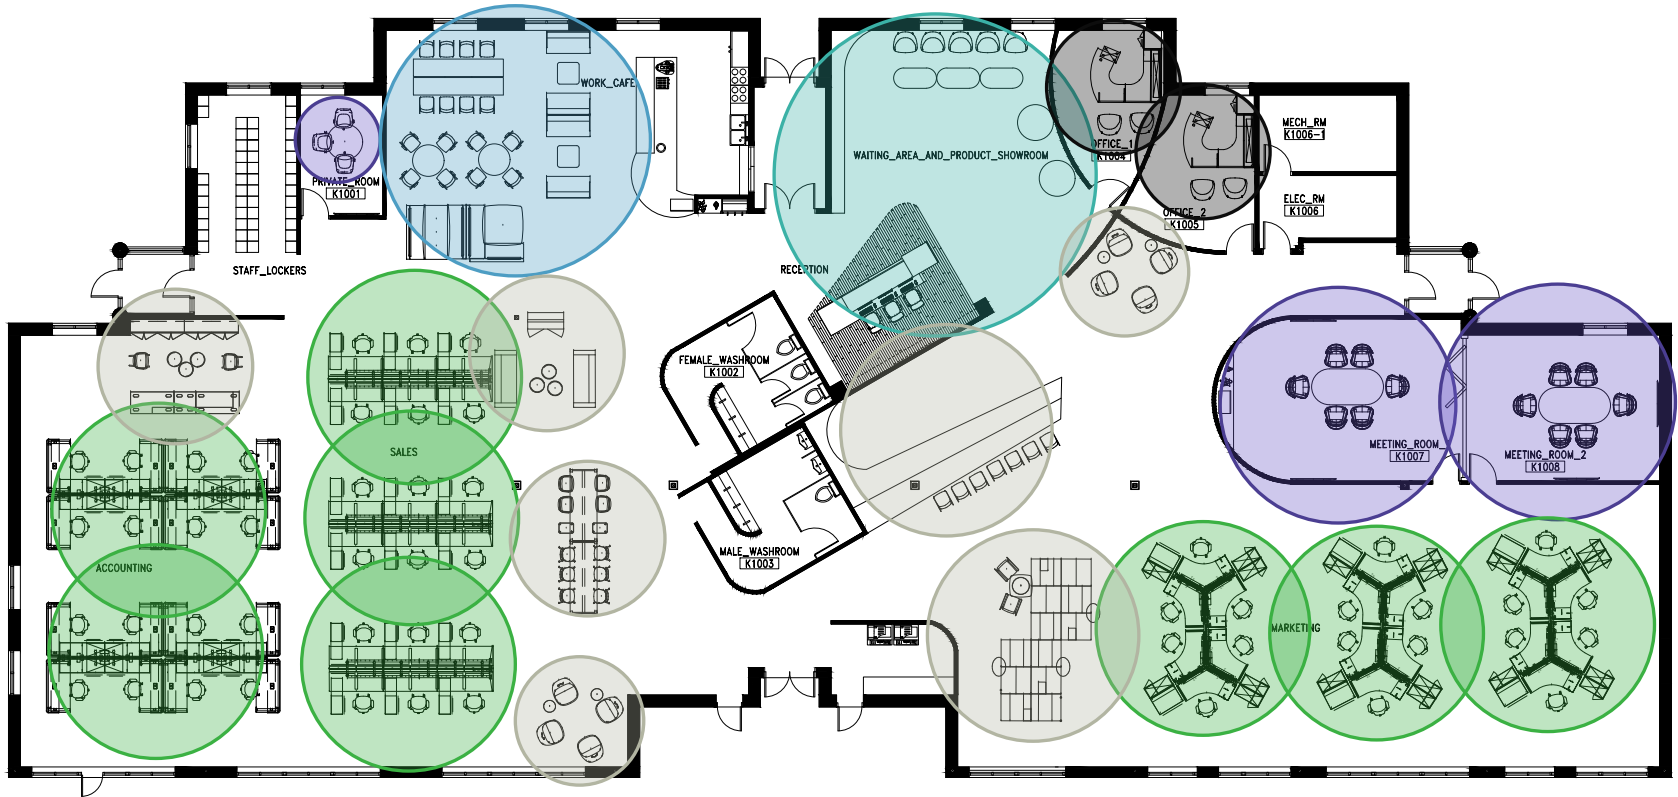 WORK_CAFE
WAITING_AREA_AND_PRODUCT_SHOWROOM
OFFICE_1
K1004
MECH_RM
K1006-1
PRIVATE_ROOM
K1001
ELEC_RM
K1006
OFFICE_2
K1005
STAFF_LOCKERS
RECEPTION
FEMALE_WASHROOM
K1002
SALES
MEETING_ROOM_
K1007
MEETING_ROOM_2
K1008
MALE_WASHROOM
K1003
ACCOUNTING
MARKETING